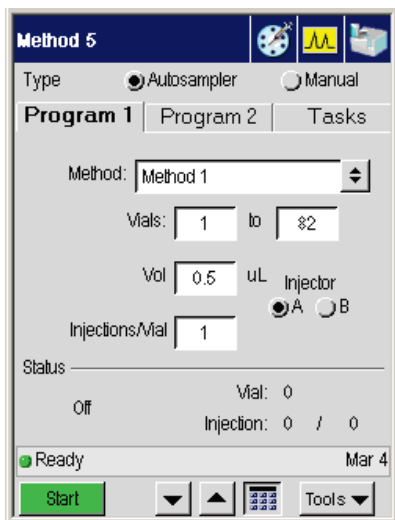 Method 5
Type Autosampler Manual
Program 1 Program 2 Tasks
Method: Method 1
Vials: 1 to 82
Vol 0.5 uL Injector
A B
Injections/Vial 1
Status
Off Vial: 0
Injection: 0 / 0
Ready Mar 4
Start Tools